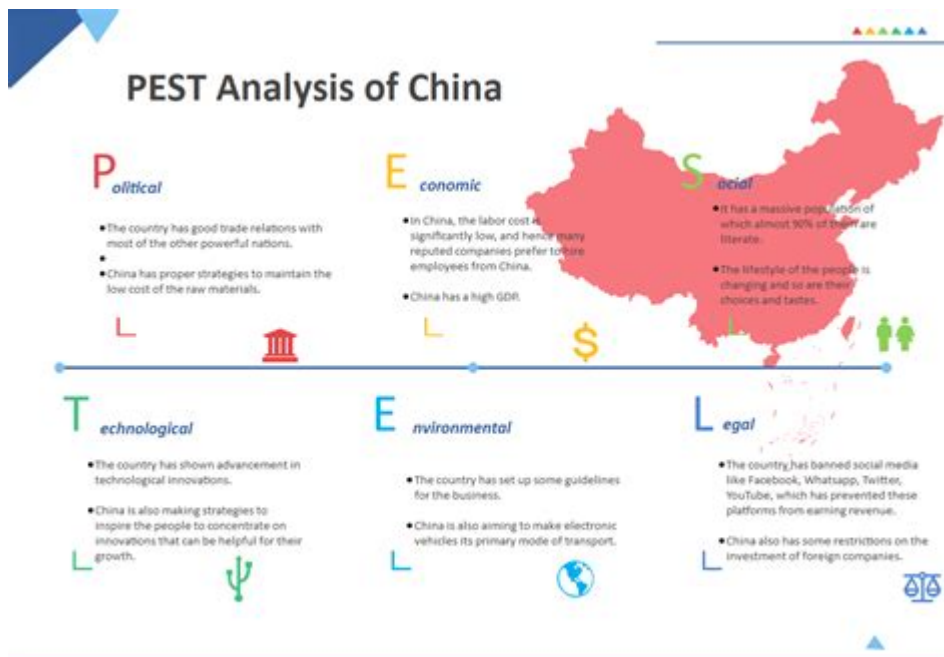 PEST Analysis of China
Political
•The country has good trade relations with
most of the other powerful nations.
•
•China has proper strategies to maintain the
low cost of the raw materials.
Economic
•In China, the labor cost is
significantly low, and hence many
reputed companies prefer to hire
employees from China.
•China has a high GDP.
$
Social
•It has a massive population of
which almost 90% of them are
literate.
•The lifestyle of the people is
changing and so are their
choices and tastes.
Technological
•The country has shown advancement in
technological innovations.
•China is also making strategies to
inspire the people to concentrate on
innovations that can be helpful for their
growth.
Environmental
•The country has set up some guidelines
for the business.
•China is also aiming to make electronic
vehicles its primary mode of transport.
Legal
•The country has banned social media
like Facebook, Whatsapp, Twitter,
YouTube, which has prevented these
platforms from earning revenue.
•China also has some restrictions on the
investment of foreign companies.